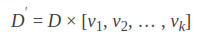 D′ = D × [v₁, v₂, … , vₖ]